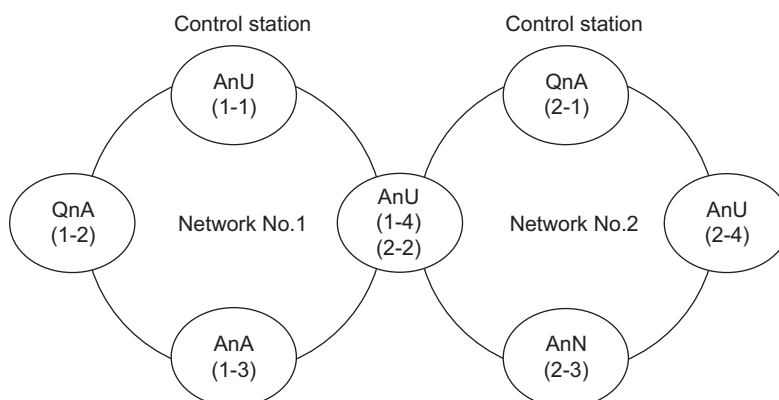 Control station
Control station
AnU
(1-1)
QnA
(2-1)
QnA
(1-2)
Network No.1
AnU
(1-4)
(2-2)
Network No.2
AnU
(2-4)
AnA
(1-3)
AnN
(2-3)